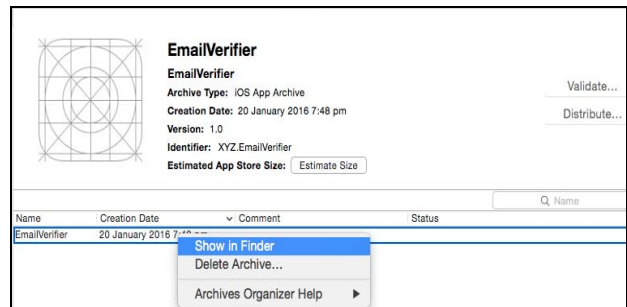 EmailVerifier
EmailVerifier
Archive Type: iOS App Archive
Creation Date: 20 January 2016 7:48 pm
Version: 1.0
Identifier: XYZ.EmailVerifier
Estimated App Store Size: Estimate Size
Validate...
Distribute...
Name
Name Creation Date Comment Status
EmailVerifier 20 January 2016
Show in Finder
Delete Archive...
Archives Organizer Help